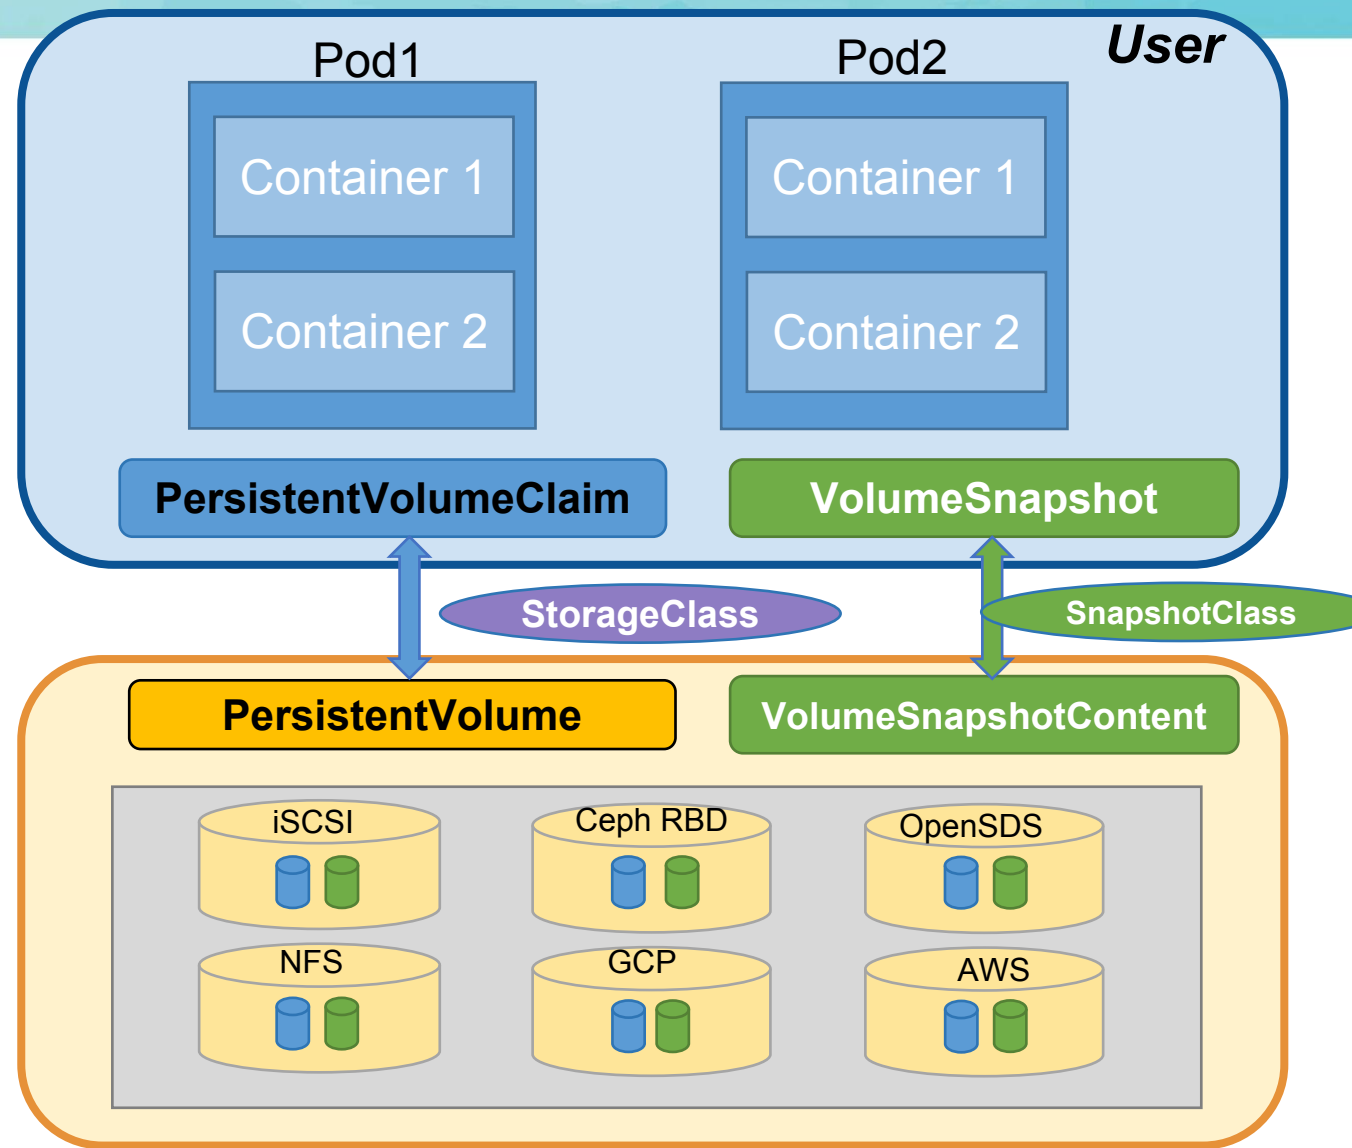 User
Pod1
Pod2
Container 1
Container 1
Container 2
Container 2
PersistentVolumeClaim
VolumeSnapshot
StorageClass
SnapshotClass
PersistentVolume
VolumeSnapshotContent
iSCSI
Ceph RBD
OpenSDS
NFS
GCP
AWS